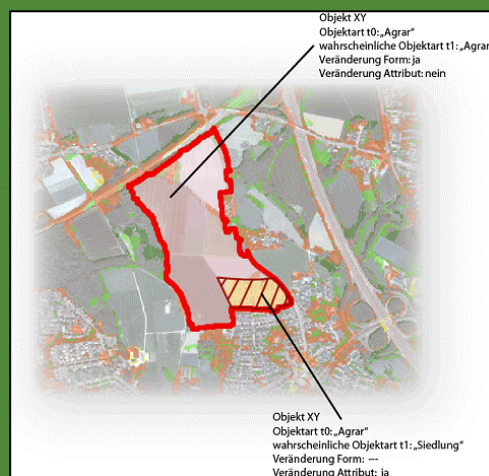 Objekt XY
Objektart t0: „Agrar“
wahrscheinliche Objektart t1: „Agrar
Veränderung Form: ja
Veränderung Attribut: nein
Objekt XY
Objektart t0: „Agrar“
wahrscheinliche Objektart t1: „Siedlung“
Veränderung Form: ---
Veränderung Attribut: ja